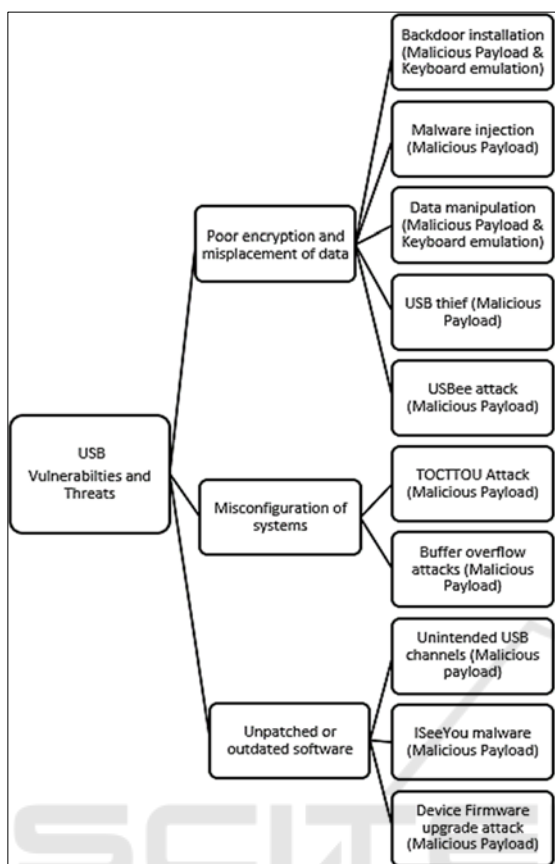 Backdoor installation
(Malicious Payload &
Keyboard emulation)
Malware injection
(Malicious Payload)
Data manipulation
(Malicious Payload &
Keyboard emulation)
USB thief (Malicious
Payload)
USBee attack
(Malicious Payload)
Poor encryption and
misplacement of data
USB
Vulnerabilties and
Threats
Misconfiguration of
systems
TOCTTOU Attack
(Malicious Payload)
Buffer overflow
attacks (Malicious
Payload)
Unpatched or
outdated software
Unintended USB
channels (Malicious
payload)
ISeeYou malware
(Malicious Payload)
Device Firmware
upgrade attack
(Malicious Payload)